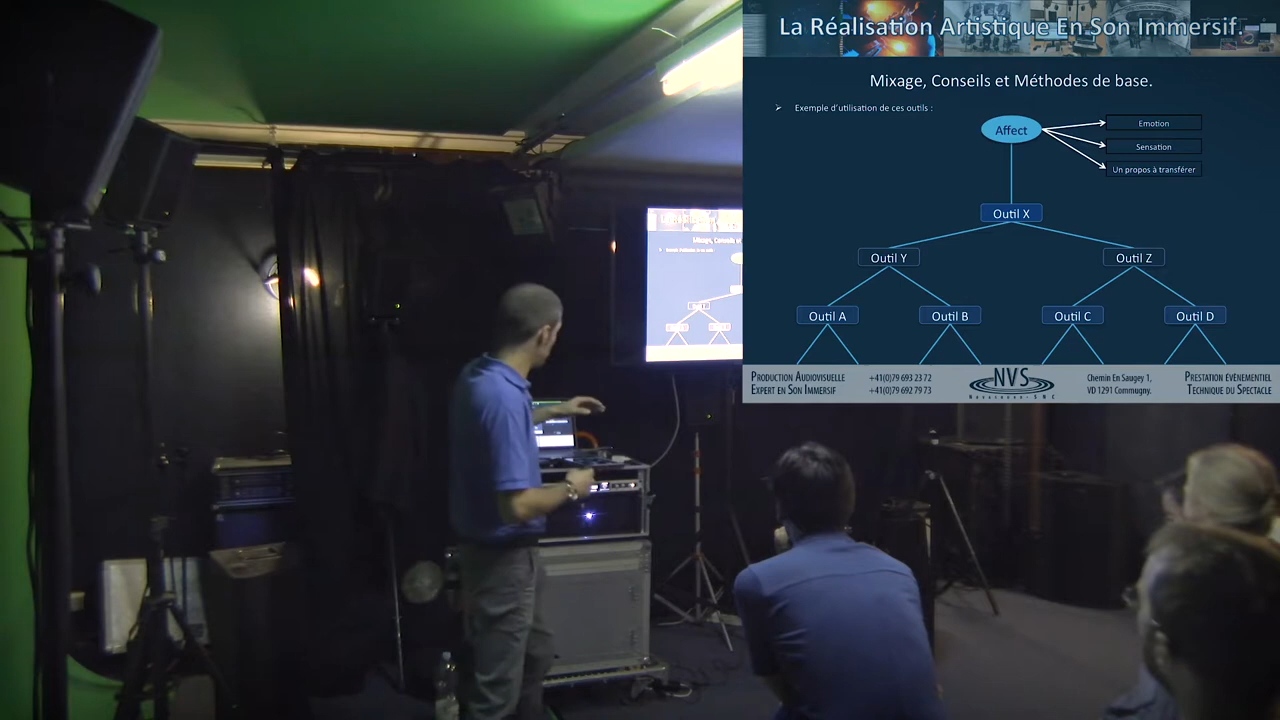 La Réalisation Artistique En Son Immersif.
Mixage, Conseils et Méthodes de base.
Exemple d'utilisation de ces outils :
Affect
Emotion
Sensation
Un propos à transférer
Outil X
Outil Y
Outil Z
Outil A
Outil B
Outil C
Outil D
Production Audiovisuelle
Expert en Son Immersif
+41(0)79 693 23 72
+41(0)79 692 79 73
NVS
Chemin En Saugey 1,
VD 1291 Commugny.
Prestation évènementiel
Technique du Spectacle